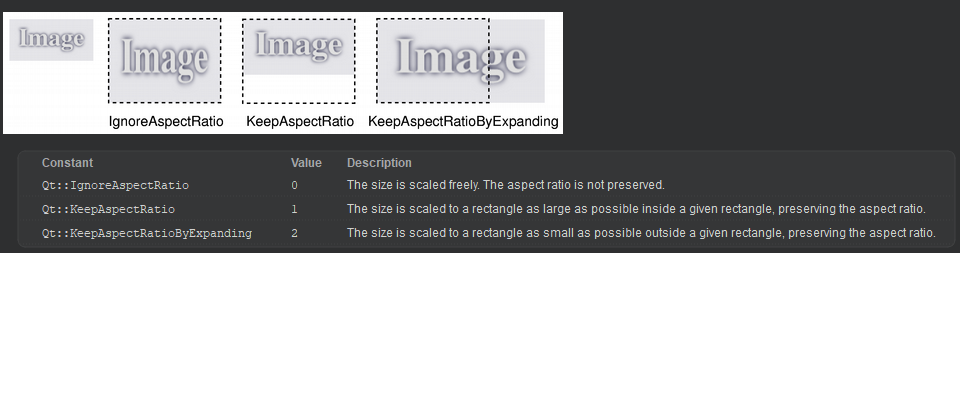 Image Image Image Image
IgnoreAspectRatio KeepAspectRatio KeepAspectRatioByExpanding
Constant Value Description
Qt::IgnoreAspectRatio 0 The size is scaled freely. The aspect ratio is not preserved.
Qt::KeepAspectRatio 1 The size is scaled to a rectangle as large as possible inside a given rectangle, preserving the aspect ratio.
Qt::KeepAspectRatioByExpanding 2 The size is scaled to a rectangle as small as possible outside a given rectangle, preserving the aspect ratio.